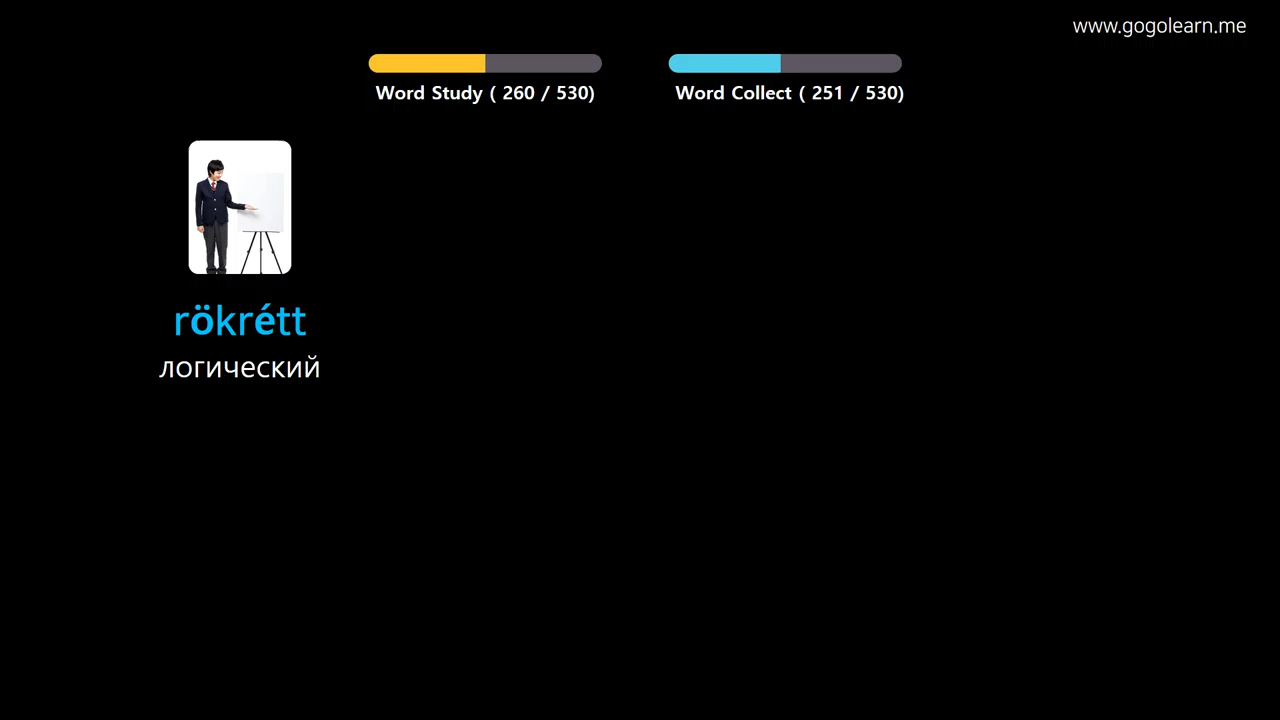 www.gogolearn.me
Word Study ( 260 / 530)
Word Collect ( 251 / 530)
rökrétt
логический